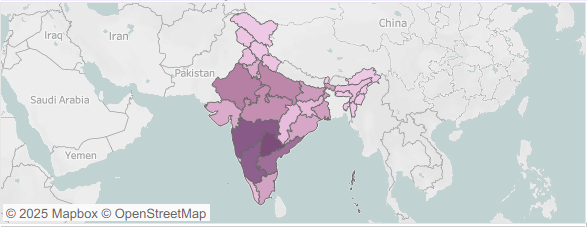 China
Iraq
Iran
Pakistan
Saudi Arabia
Yemen
© 2025 Mapbox © OpenStreetMap